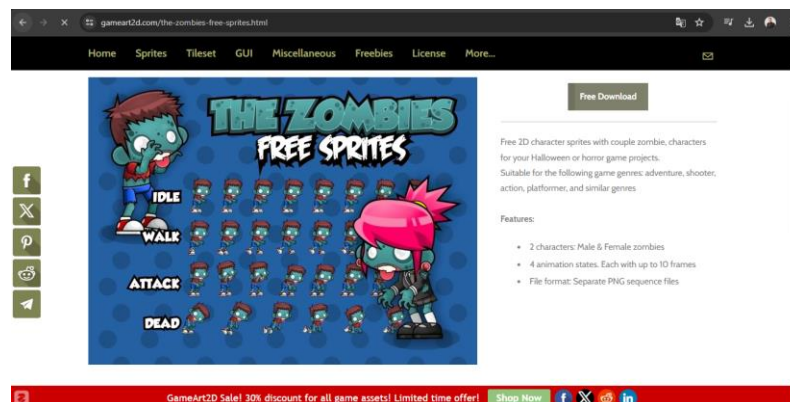 gameart2d.com/the-zombies-free-sprites.html
Home Sprites Tileset GUI Miscellaneous Freebies License More...
THE ZOMBIES
FREE SPRITES
IDLE
WALK
ATTACK
DEAD
Free Download
Free 2D character sprites with couple zombie, characters
for your Halloween or horror game projects.
Suitable for the following game genres: adventure, shooter,
action, platformer, and similar genres
Features:
2 characters: Male & Female zombies
4 animation states. Each with up to 10 frames
File format: Separate PNG sequence files
GameArt2D Sale! 30% discount for all game assets! Limited time offer! Shop Now